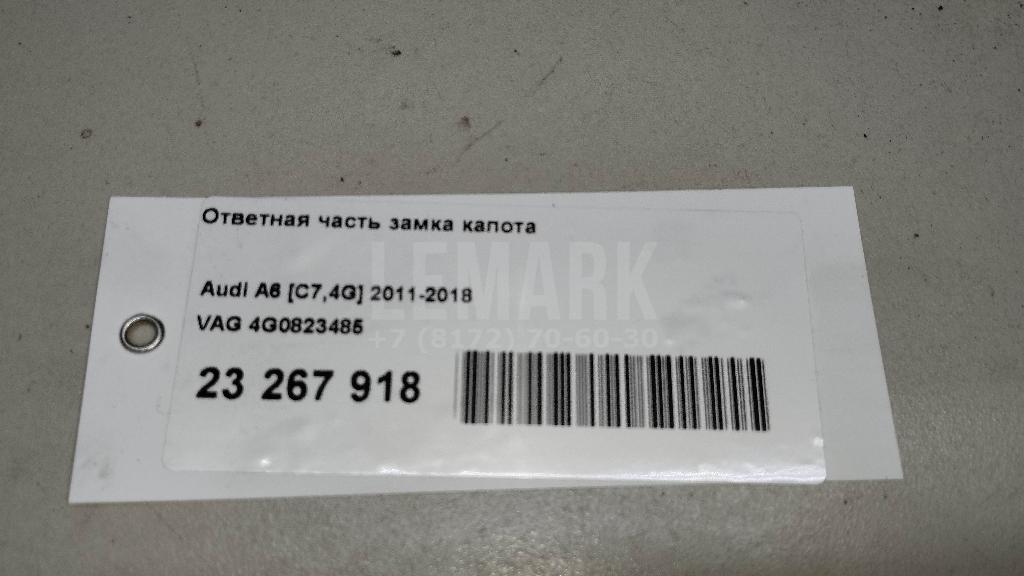 Ответная часть замка капота
LEMARK
Audi A6 [C7,4G] 2011-2018
VAG 4G0823485
+7 (8172) 70-60-30
23 267 918